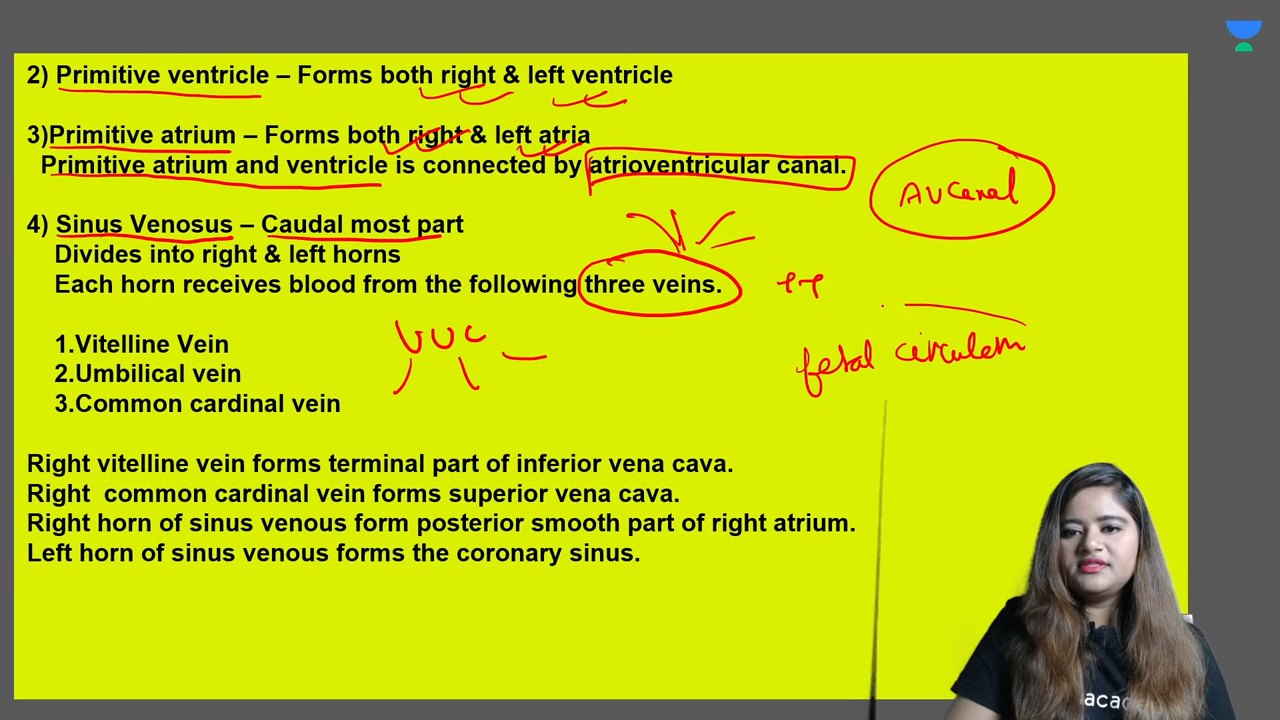 2) Primitive ventricle – Forms both right & left ventricle
3)Primitive atrium – Forms both right & left atria
Primitive atrium and ventricle is connected by atrioventricular canal.
AV canal
4) Sinus Venosus – Caudal most part
Divides into right & left horns
Each horn receives blood from the following three veins.
VUC
fetal
1.Vitelline Vein
2.Umbilical vein
3.Common cardinal vein
Right vitelline vein forms terminal part of inferior vena cava.
Right common cardinal vein forms superior vena cava.
Right horn of sinus venous form posterior smooth part of right atrium.
Left horn of sinus venous forms the coronary sinus.
acad